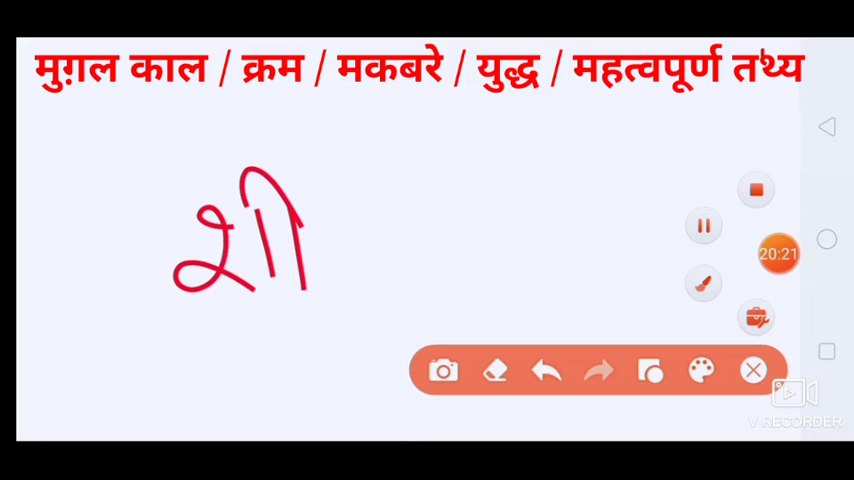 मुग़ल काल / क्रम / मकबरे / युद्ध / महत्वपूर्ण तथ्य
शी
20:21
V RECORDER